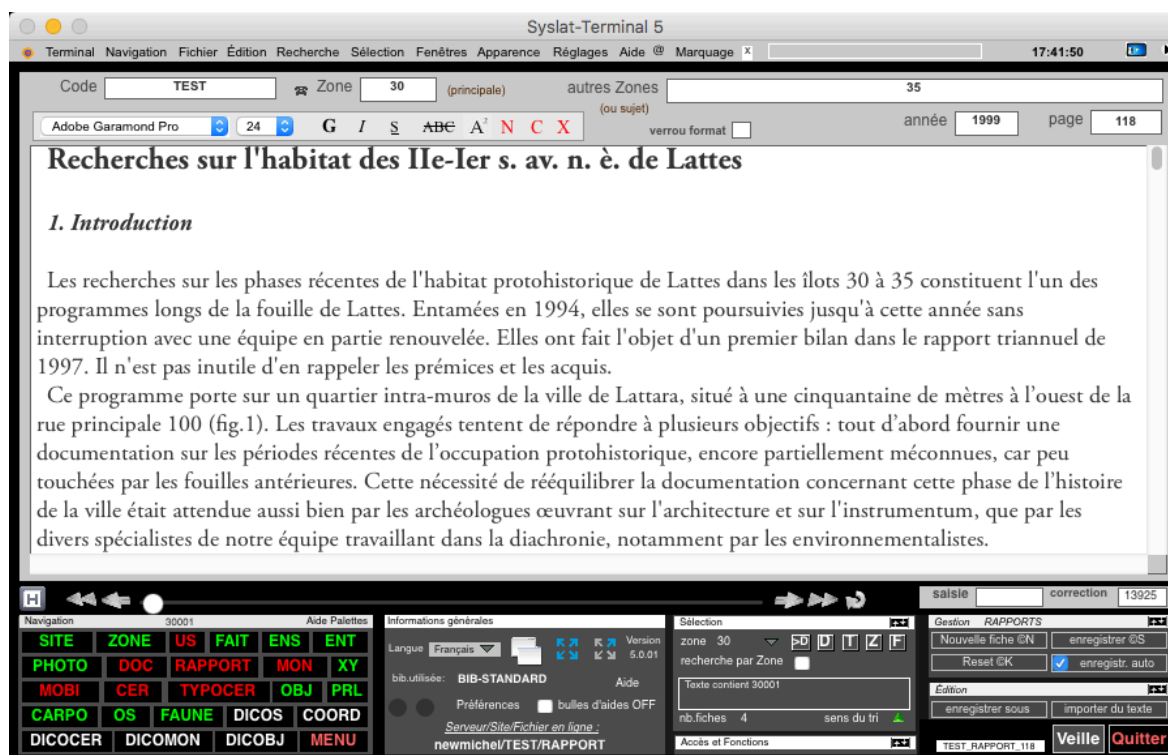 Syslat-Terminal 5
Terminal Navigation Fichier Édition Recherche Sélection Fenêtres Apparence Réglages Aide @ Marquage x 17:41:50
Code TEST Zone 30 (principale) autres Zones 35
(ou sujet)
Adobe Garamond Pro 24 G I S ABC A² N C X verrou format année 1999 page 118
Recherches sur l'habitat des IIe-Ier s. av. n. è. de Lattes
1. Introduction
Les recherches sur les phases récentes de l'habitat protohistorique de Lattes dans les îlots 30 à 35 constituent l'un des
programmes longs de la fouille de Lattes. Entamées en 1994, elles se sont poursuivies jusqu'à cette année sans
interruption avec une équipe en partie renouvelée. Elles ont fait l'objet d'un premier bilan dans le rapport triannuel de
1997. Il n'est pas inutile d'en rappeler les prémices et les acquis.
Ce programme porte sur un quartier intra-muros de la ville de Lattara, situé à une cinquantaine de mètres à l’ouest de la
rue principale 100 (fig.1). Les travaux engagés tentent de répondre à plusieurs objectifs : tout d’abord fournir une
documentation sur les périodes récentes de l’occupation protohistorique, encore partiellement méconnues, car peu
touchées par les fouilles antérieures. Cette nécessité de rééquilibrer la documentation concernant cette phase de l’histoire
de la ville était attendue aussi bien par les archéologues œuvrant sur l'architecture et sur l'instrumentum, que par les
divers spécialistes de notre équipe travaillant dans la diachronie, notamment par les environnementalistes.
H saisie correction 13925
Navigation 30001 Aide Palettes
SITE ZONE US FAIT ENS ENT
PHOTO DOC RAPPORT MON XY
MOBI CER TYPOCER OBJ PRL
CARPO OS FAUNE DICOS COORD
DICOCER DICOMON DICOBJ MENU
Informations générales
Langue Français Version
5.0.01
bib.utilisée: BIB-STANDARD Aide
Préférences bulles d'aides OFF
Serveur/Site/Fichier en ligne :
newmichel/TEST/RAPPORT
Sélection
zone 30 >D D T Z F
recherche par Zone
Texte contient 30001
nb.fiches 4 sens du tri
Accès et Fonctions
Gestion RAPPORTS
Nouvelle fiche ©N enregistrer ©S
Reset ©K enregistr. auto
Édition
enregistrer sous importer du texte
TEST_RAPPORT_118 Veille Quitter